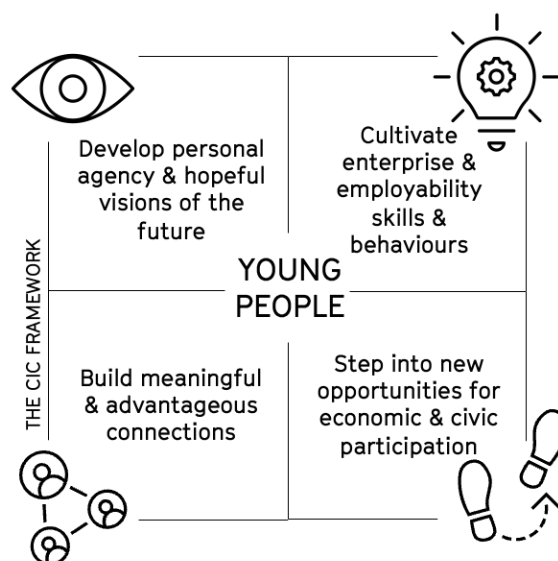 Develop personal
agency & hopeful
visions of the
future
Cultivate
enterprise &
employability
skills &
behaviours
YOUNG
PEOPLE
THE CIC FRAMEWORK
Build meaningful
& advantageous
connections
Step into new
opportunities for
economic & civic
participation